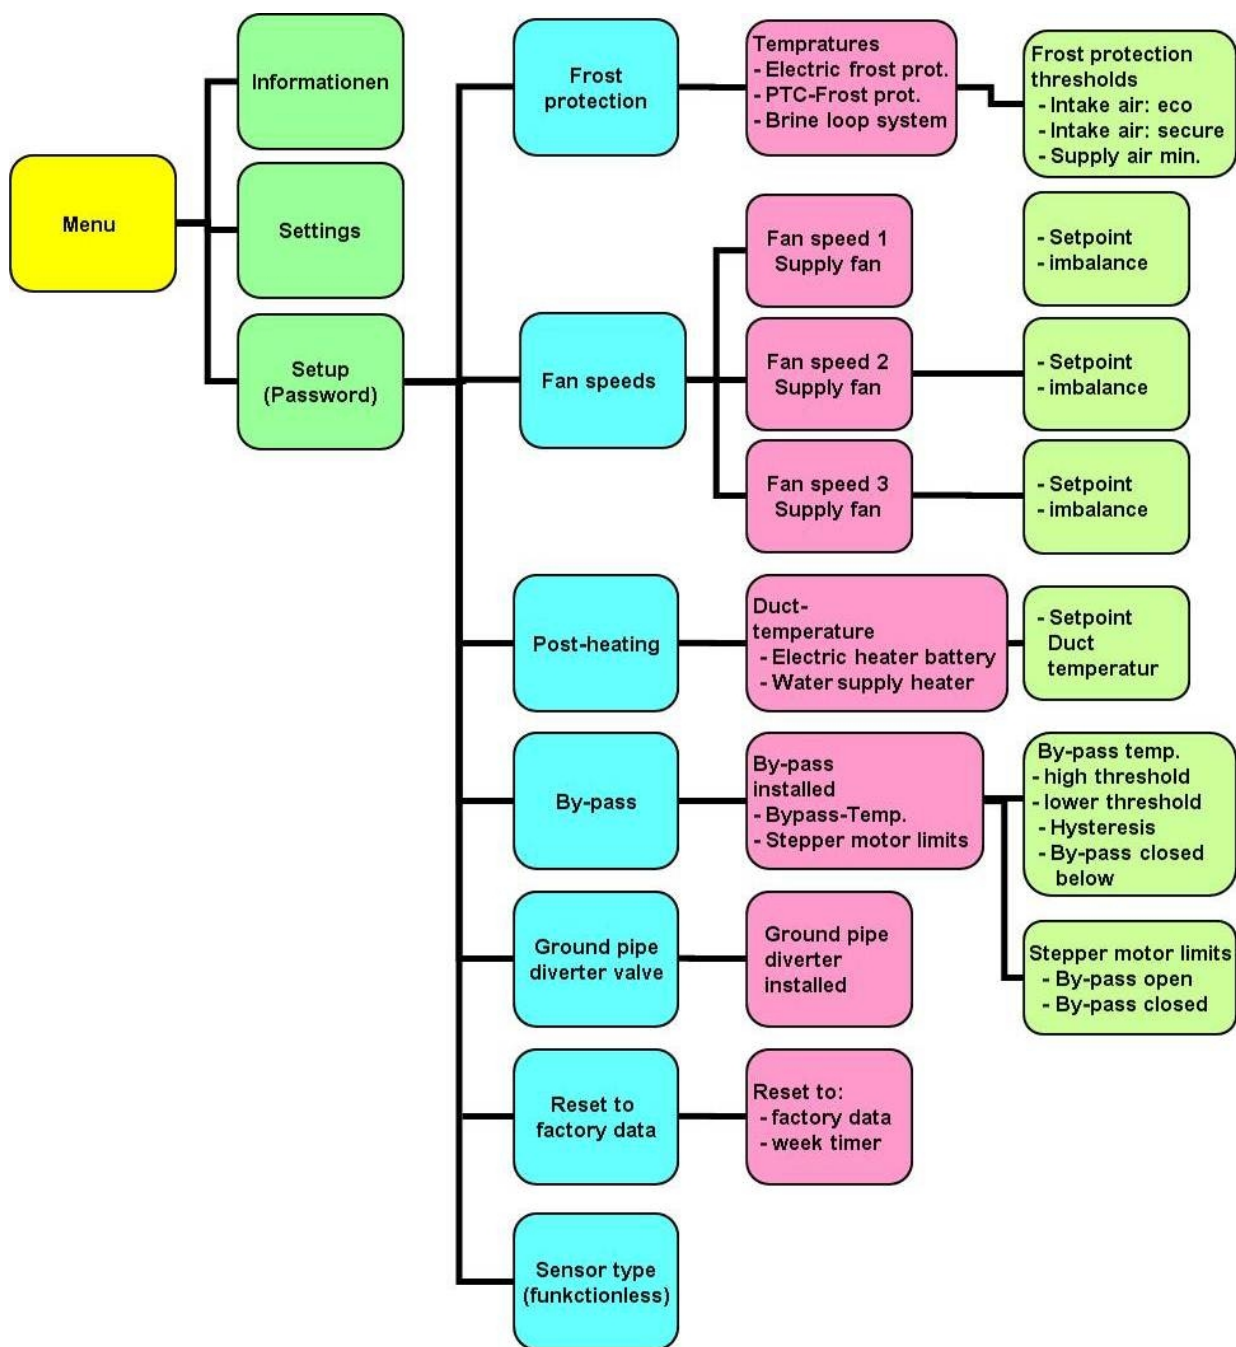 Menu
Informationen
Settings
Setup
(Password)
Frost
protection
Tempratures
- Electric frost prot.
- PTC-Frost prot.
- Brine loop system
Frost protection
thresholds
- Intake air: eco
- Intake air: secure
- Supply air min.
Fan speeds
Fan speed 1
Supply fan
- Setpoint
- imbalance
Fan speed 2
Supply fan
- Setpoint
- imbalance
Fan speed 3
Supply fan
- Setpoint
- imbalance
Post-heating
Duct-
temperature
- Electric heater battery
- Water supply heater
- Setpoint
Duct
temperatur
By-pass
By-pass
installed
- Bypass-Temp.
- Stepper motor limits
By-pass temp.
- high threshold
- lower threshold
- Hysteresis
- By-pass closed
below
Stepper motor limits
- By-pass open
- By-pass closed
Ground pipe
diverter valve
Ground pipe
diverter
installed
Reset to
factory data
Reset to:
- factory data
- week timer
Sensor type
(funkctionless)